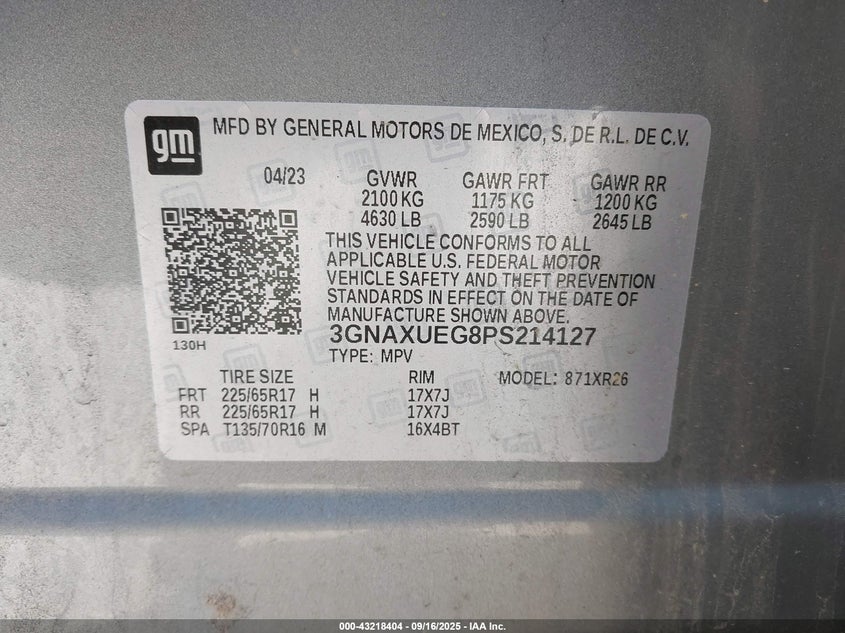 gm
MFD BY GENERAL MOTORS DE MEXICO, S. DE R.L. DE C.V.
04/23 GVWR GAWR FRT GAWR RR
2100 KG 1175 KG 1200 KG
4630 LB 2590 LB 2645 LB
THIS VEHICLE CONFORMS TO ALL
APPLICABLE U.S. FEDERAL MOTOR
VEHICLE SAFETY AND THEFT PREVENTION
STANDARDS IN EFFECT ON THE DATE OF
MANUFACTURE SHOWN ABOVE.
3GNAXUEG8PS214127
130H
TYPE: MPV
TIRE SIZE RIM MODEL: 871XR26
FRT 225/65R17 H 17X7J
RR 225/65R17 H 17X7J
SPA T135/70R16 M 16X4BT
000-43218404 - 09/16/2025 - IAA Inc.